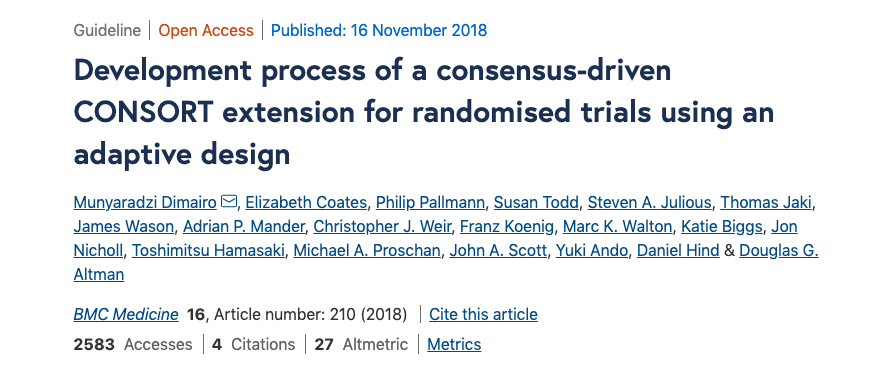 Guideline | Open Access | Published: 16 November 2018
Development process of a consensus-driven
CONSORT extension for randomised trials using an
adaptive design
Munyaradzi Dimairo, Elizabeth Coates, Philip Pallmann, Susan Todd, Steven A. Julious, Thomas Jaki,
James Wason, Adrian P. Mander, Christopher J. Weir, Franz Koenig, Marc K. Walton, Katie Biggs, Jon
Nicholl, Toshimitsu Hamasaki, Michael A. Proschan, John A. Scott, Yuki Ando, Daniel Hind & Douglas G.
Altman
BMC Medicine 16, Article number: 210 (2018) | Cite this article
2583 Accesses | 4 Citations | 27 Altmetric | Metrics